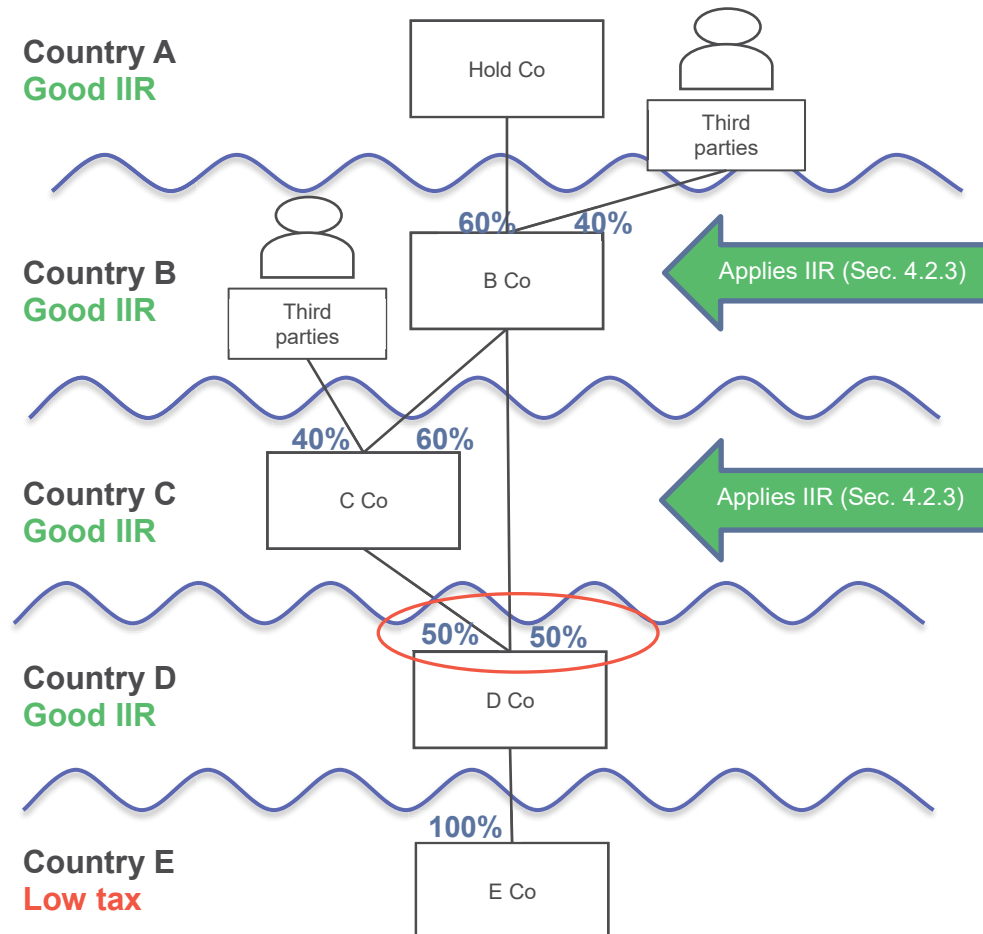 Country A
Good IIR
Hold Co
Third
parties
60%
40%
Country B
Good IIR
Third
parties
B Co
Applies IIR (Sec. 4.2.3)
40%
60%
Country C
Good IIR
C Co
Applies IIR (Sec. 4.2.3)
50%
50%
Country D
Good IIR
D Co
100%
Country E
Low tax
E Co